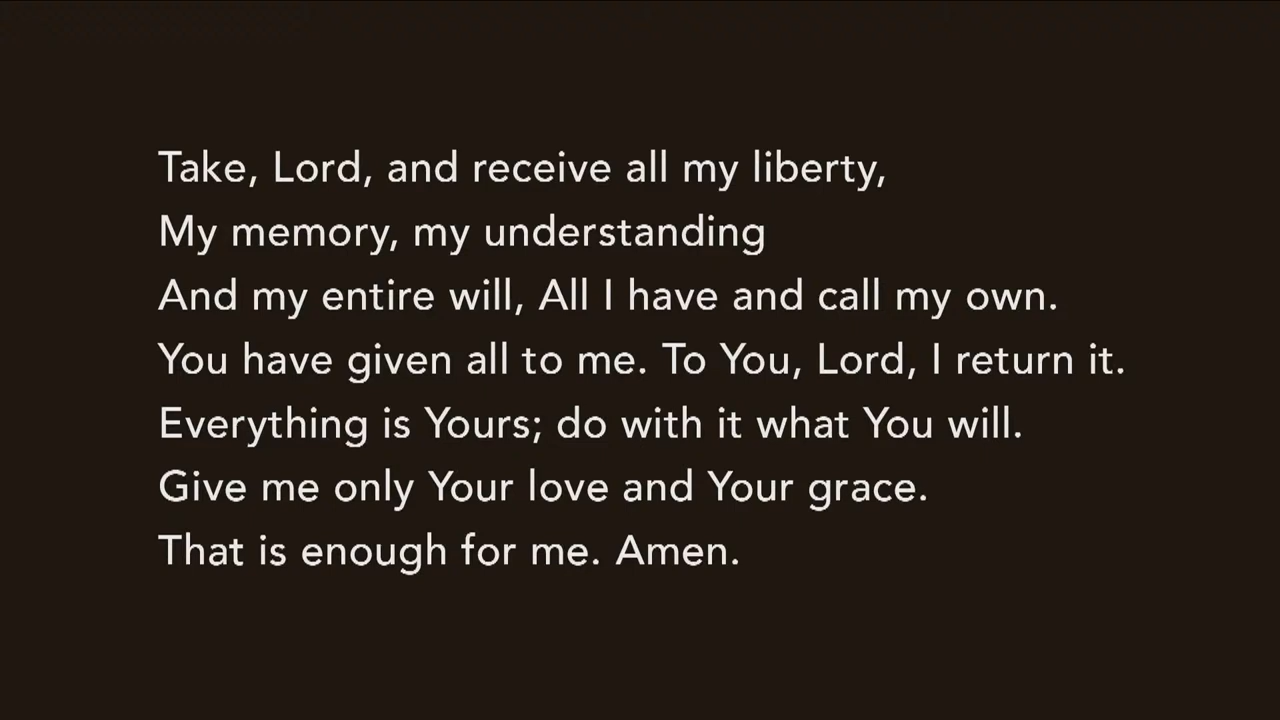 Take, Lord, and receive all my liberty,
My memory, my understanding
And my entire will, All I have and call my own.
You have given all to me. To You, Lord, I return it.
Everything is Yours; do with it what You will.
Give me only Your love and Your grace.
That is enough for me. Amen.